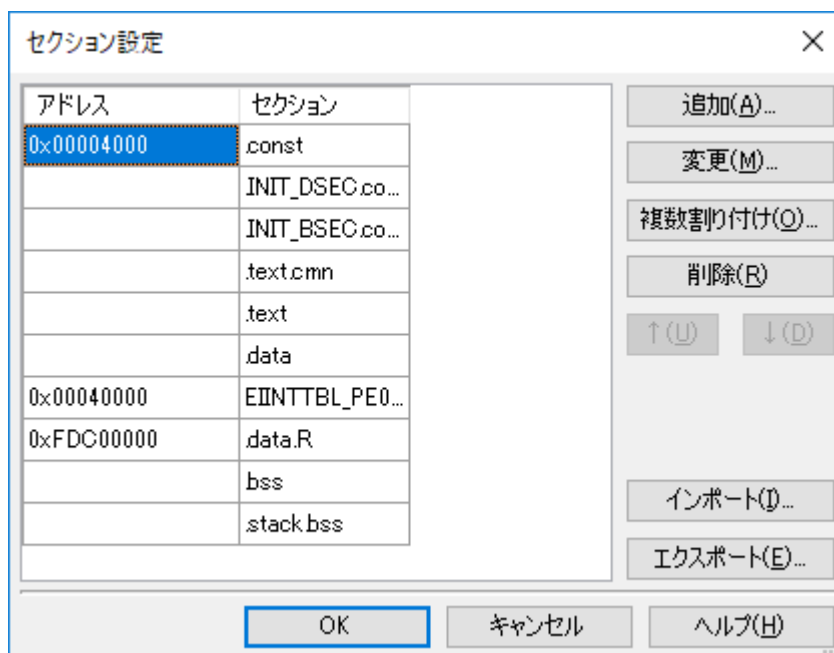 セクション設定
アドレス セクション
0x00004000 .const
.INIT_DSEC.co...
.INIT_BSEC.co...
.text.cmn
.text
.data
0x00040000 EIINTTBL_PE0...
0xFDC00000 .data.R
.bss
.stack.bss
追加(A)...
変更(M)...
複数割り付け(O)...
削除(R)
↑(U) ↓(D)
インポート(I)...
エクスポート(E)...
OK キャンセル ヘルプ(H)